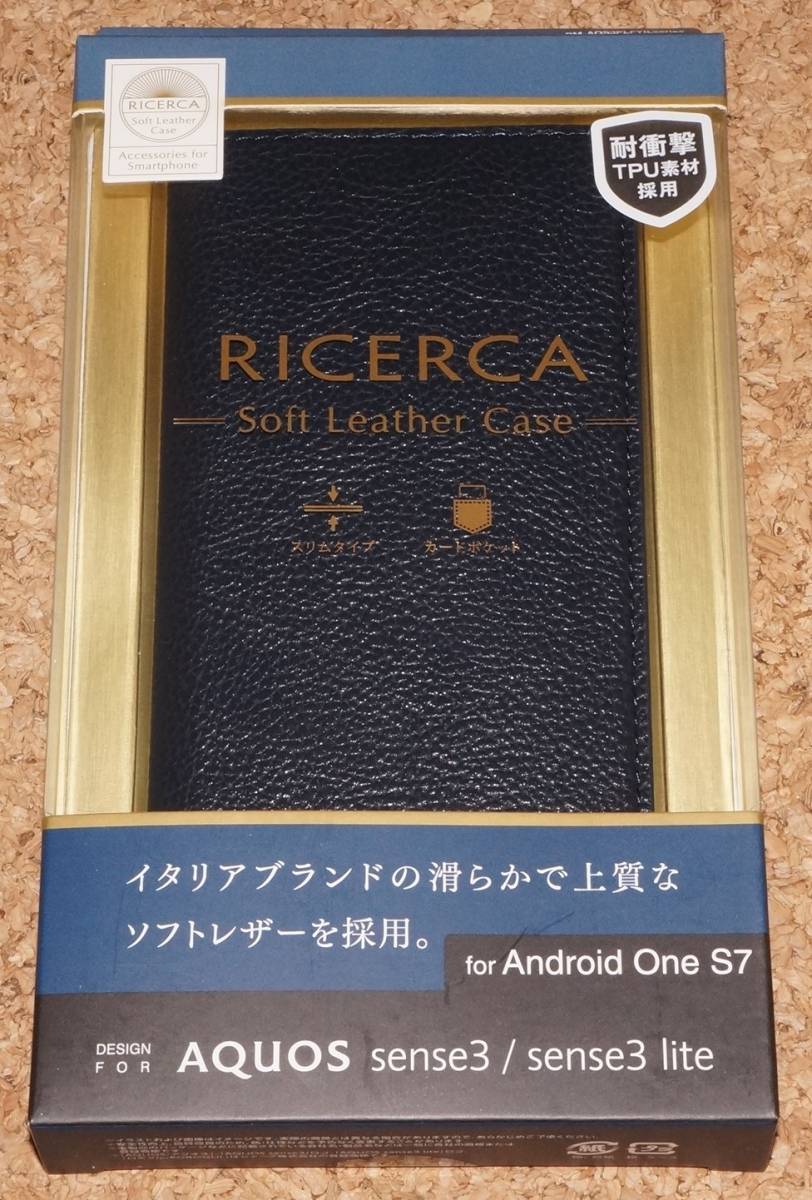 RICERCA
Soft Leather
Case
Accessories for
Smartphone
耐衝撃
TPU素材
採用
RICERCA
Soft Leather Case
スリムタイプ
カードポケット
イタリアブランドの滑らかで上質な
ソフトレザーを採用。
for Android One S7
DESIGN
FOR
AQUOS sense3 / sense3 lite
紙
プラ